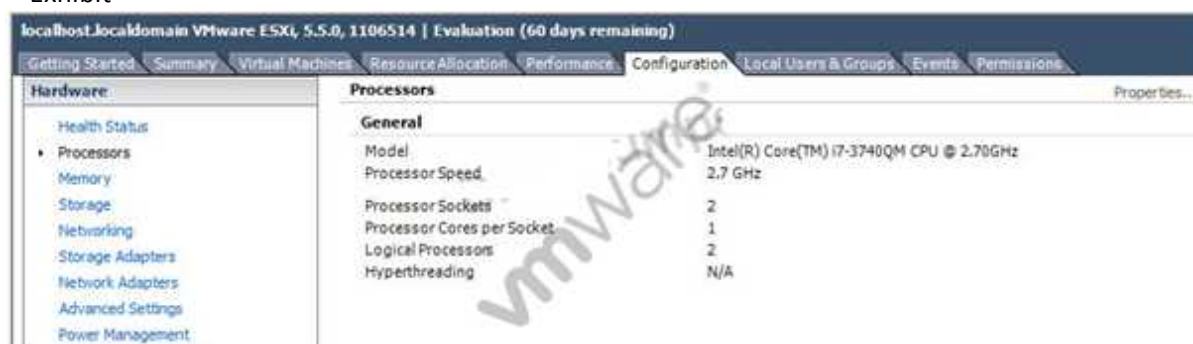 Exhibit
localhost.localdomain VMware ESXi, 5.5.0, 1106514 | Evaluation (60 days remaining)
Getting Started Summary Virtual Machines Resource Allocation Performance Configuration Local Users & Groups Events Permissions
Hardware
Health Status
Processors
Memory
Storage
Networking
Storage Adapters
Network Adapters
Advanced Settings
Power Management
Processors Properties...
General
Model Intel(R) Core(TM) i7-3740QM CPU @ 2.70GHz
Processor Speed 2.7 GHz
Processor Sockets 2
Processor Cores per Socket 1
Logical Processors 2
Hyperthreading N/A
vmware